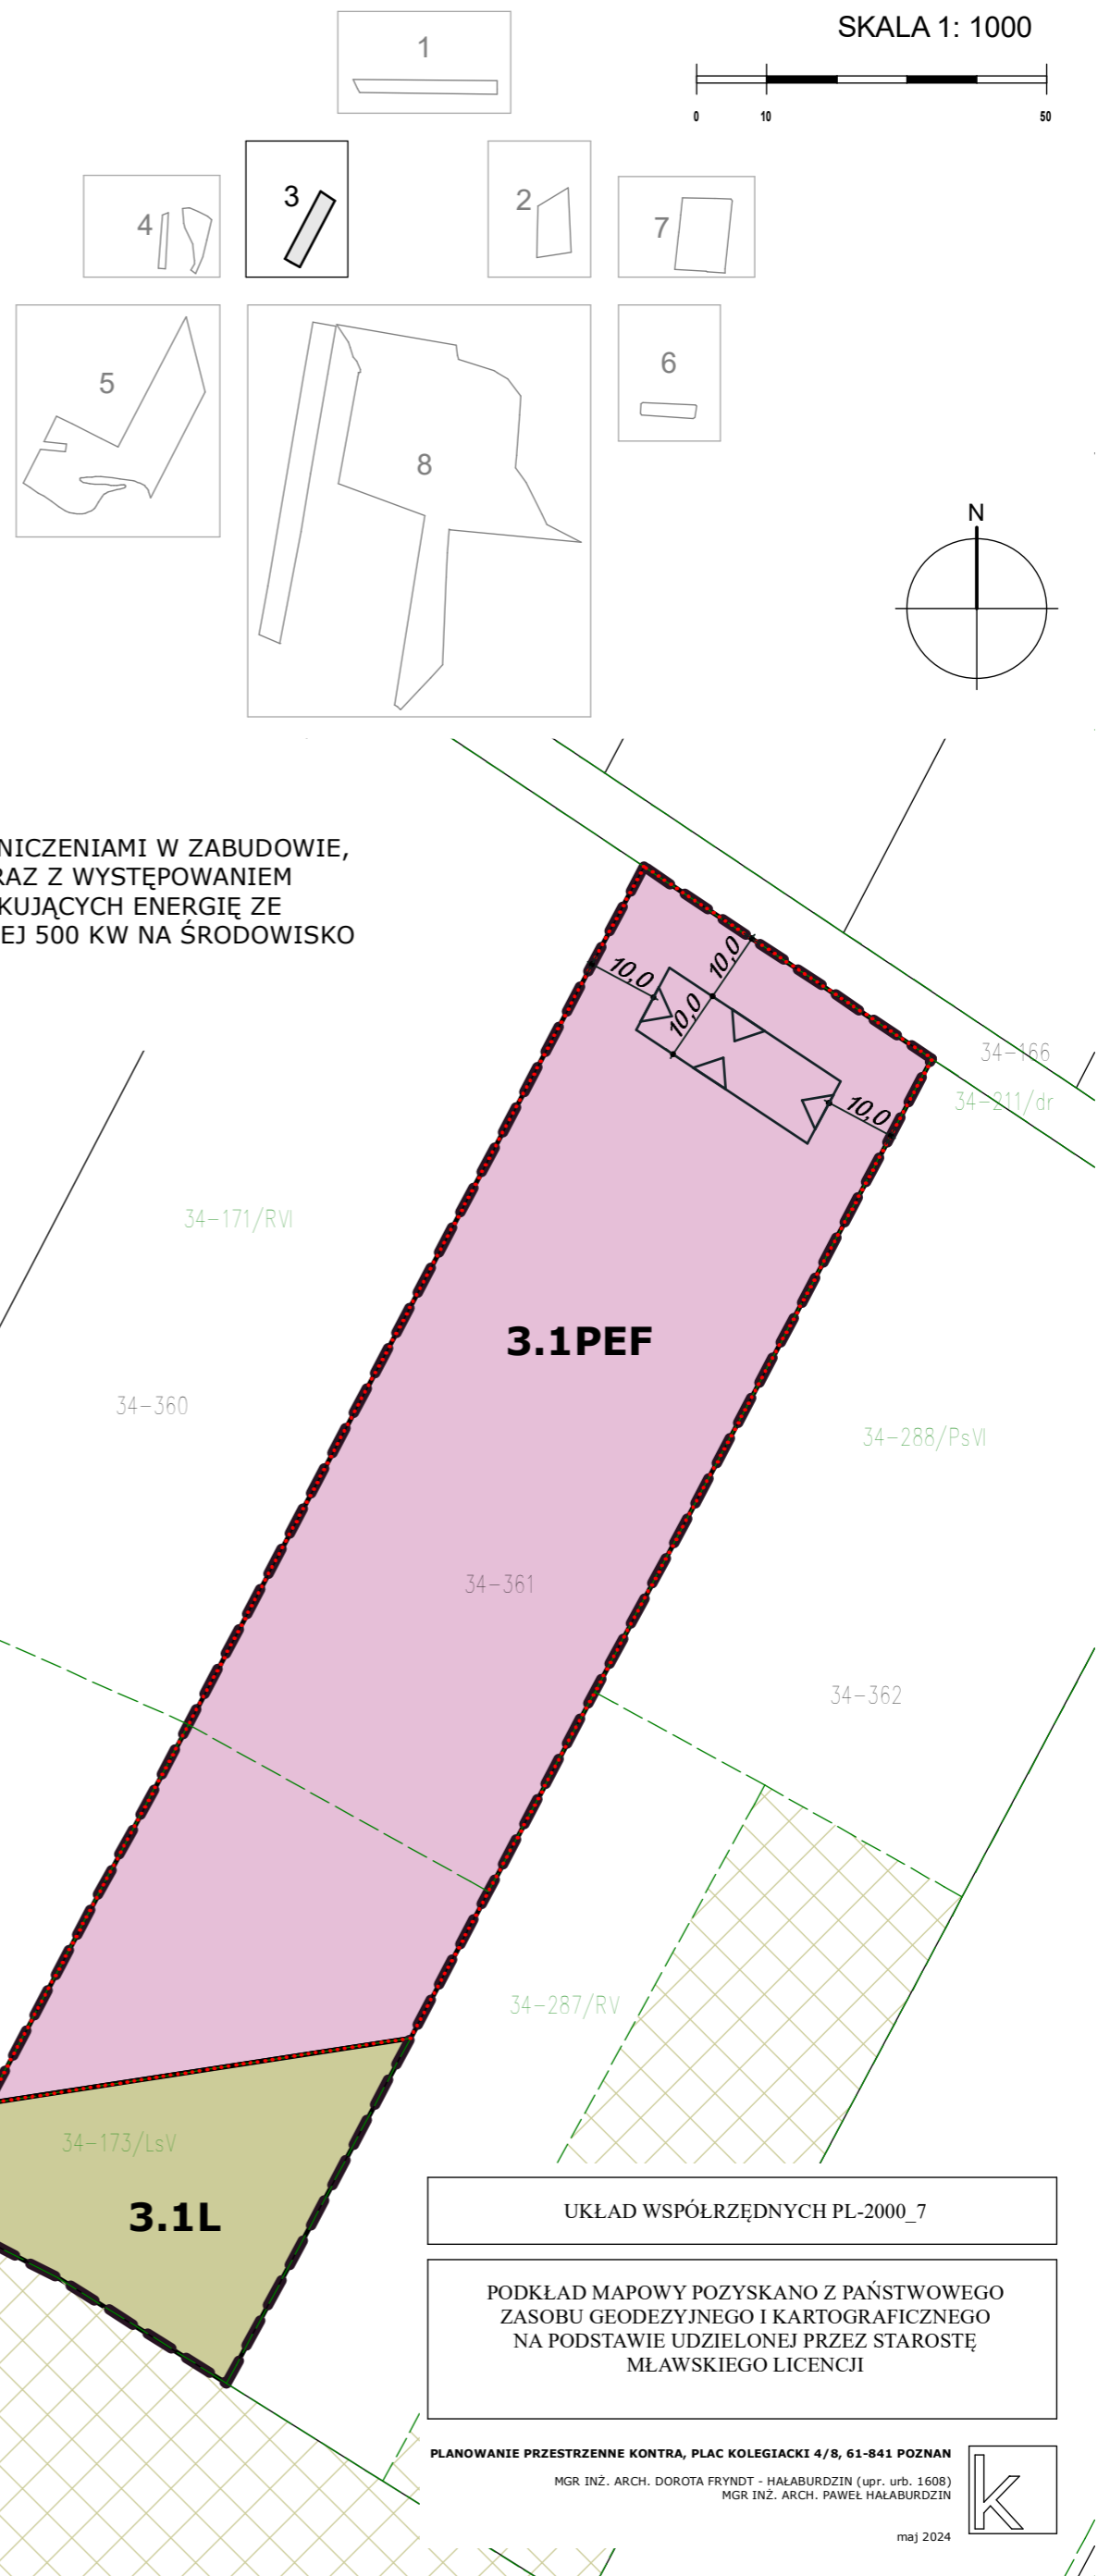 SKALA 1: 1000
0 10 50
1
2
3
4
5
6
7
8
N
NICZENIAMI W ZABUDOWIE,
RAZ Z WYSTĘPOWANIEM
KUJĄCYCH ENERGIĘ ZE
EJ 500 KW NA ŚRODOWISKO
10,0
10,0
10,0
10,0
34-166
34-211/dr
34-171/RVI
3.1PEF
34-360
34-288/PsVI
34-361
34-362
34-287/RV
34-173/LsV
3.1L
UKŁAD WSPÓŁRZĘDNYCH PL-2000_7
PODKŁAD MAPOWY POZYSKANO Z PAŃSTWOWEGO
ZASOBU GEODEZYJNEGO I KARTOGRAFICZNEGO
NA PODSTAWIE UDZIELONEJ PRZEZ STAROSTĘ
MŁAWSKIEGO LICENCJI
PLANOWANIE PRZESTRZENNE KONTRA, PLAC KOLEGIACKI 4/8, 61-841 POZNAN
MGR INŻ. ARCH. DOROTA FRYNDT - HAŁABURDZIN (upr. urb. 1608)
MGR INŻ. ARCH. PAWEŁ HAŁABURDZIN
k
maj 2024